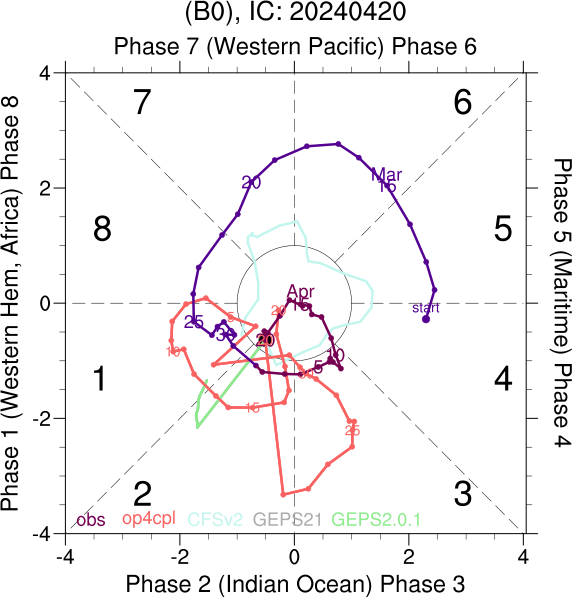 (B0), IC: 20240420
Phase 7 (Western Pacific) Phase 6
4
7
6
Mar
20
15
2
8
5
Phase 1 (Western Hem, Africa) Phase 8
Phase 5 (Maritime) Phase 4
Apr
15
start
0
25
5
20
10
5
1
4
-2
15
25
2
3
obs
op4cpl
CFSv2
GEPS21
GEPS2.0.1
-4
-4
-2
0
2
4
Phase 2 (Indian Ocean) Phase 3